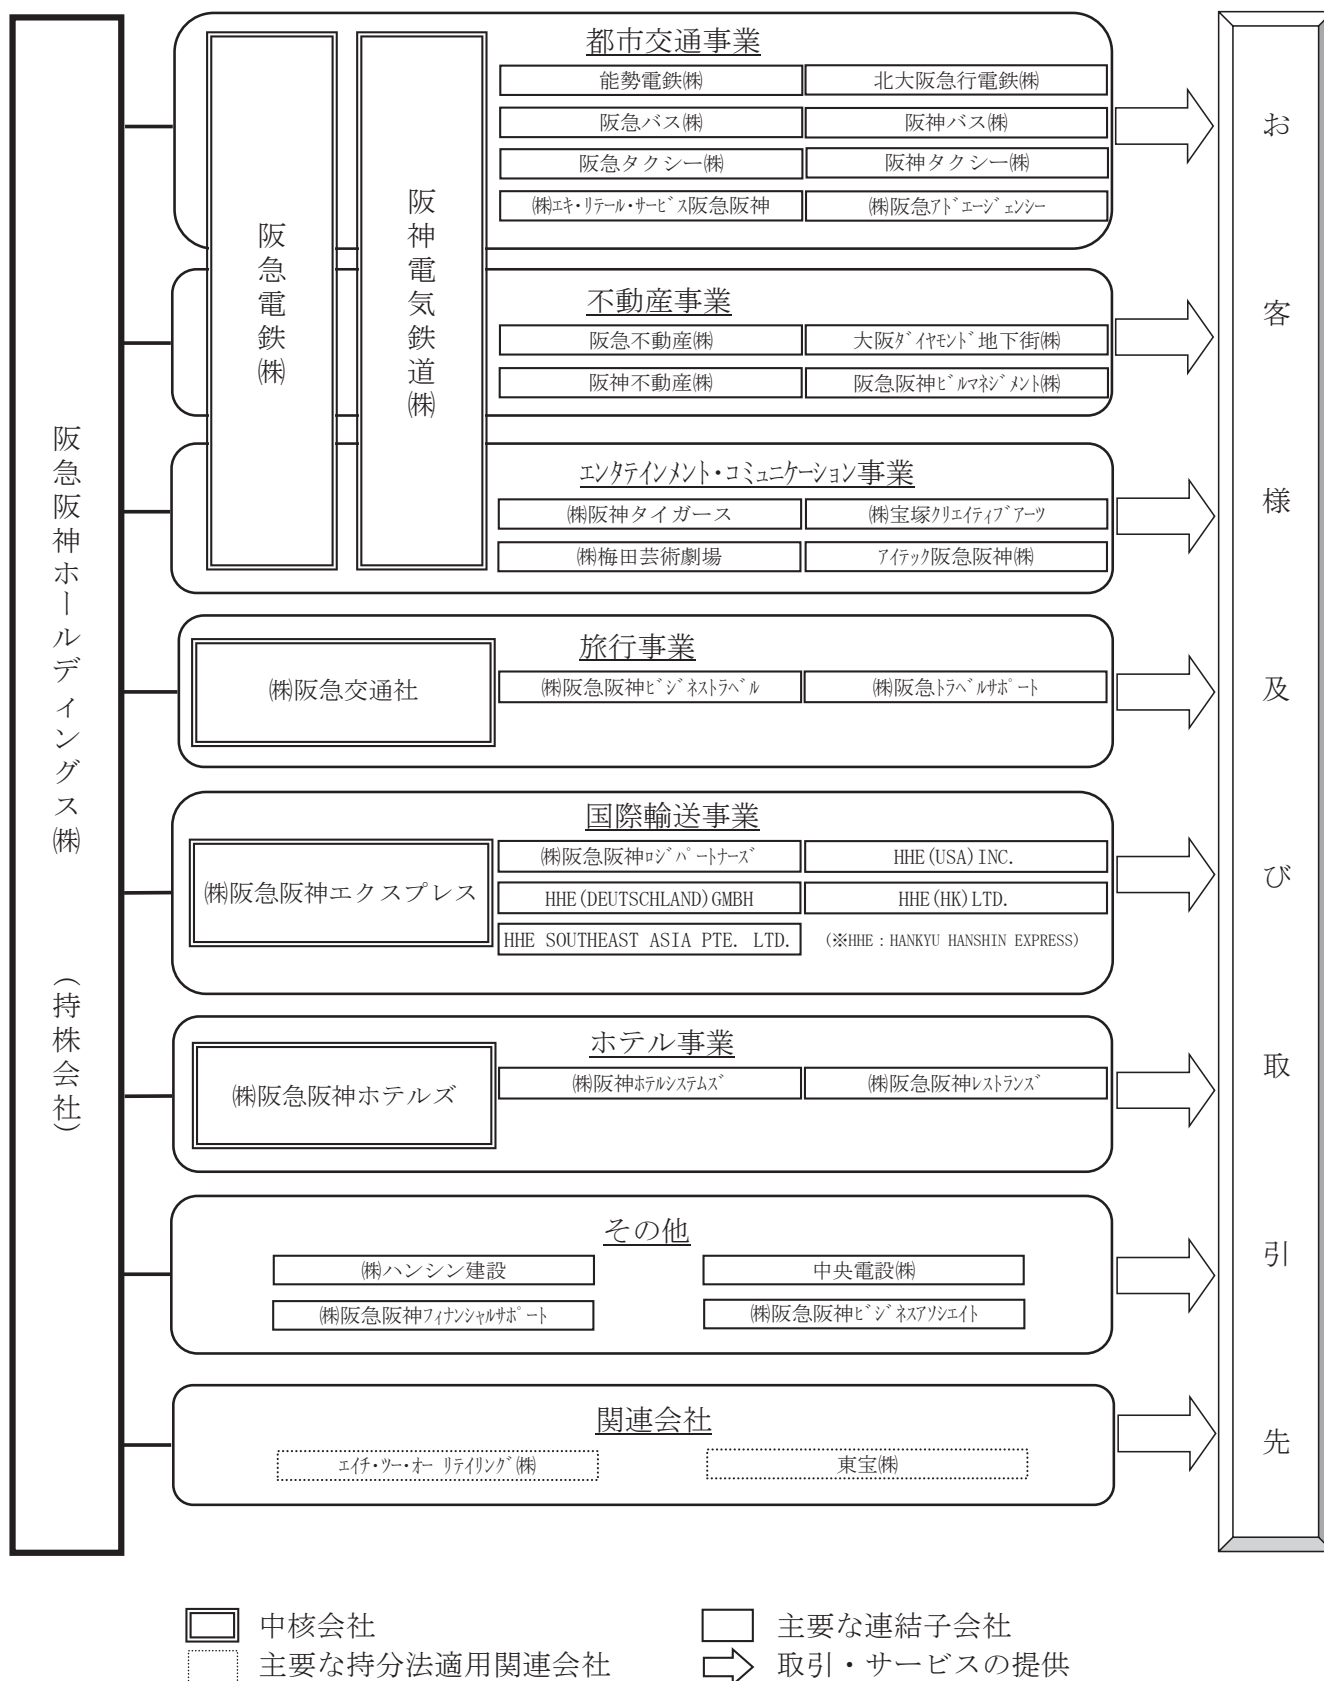 阪急阪神ホールディングス㈱
（持株会社）
阪急電鉄㈱
阪神電気鉄道㈱
都市交通事業
能勢電鉄㈱
北大阪急行電鉄㈱
阪急バス㈱
阪神バス㈱
阪急タクシー㈱
阪神タクシー㈱
㈱ｴｷ・ﾘﾃｰﾙ・ｻｰﾋﾞｽ阪急阪神
㈱阪急ｱﾄﾞｴｰｼﾞｪﾝｼｰ
不動産事業
阪急不動産㈱
大阪ﾀﾞｲﾔﾓﾝﾄﾞ地下街㈱
阪神不動産㈱
阪急阪神ﾋﾞﾙﾏﾈｼﾞﾒﾝﾄ㈱
ｴﾝﾀﾃｲﾝﾒﾝﾄ・ｺﾐｭﾆｹｰｼｮﾝ事業
㈱阪神タイガース
㈱宝塚ｸﾘｴｲﾃｨﾌﾞｱｰﾂ
㈱梅田芸術劇場
ｱｲﾃｯｸ阪急阪神㈱
旅行事業
㈱阪急交通社
㈱阪急阪神ﾋﾞｼﾞﾈｽﾄﾗﾍﾞﾙ
㈱阪急ﾄﾗﾍﾞﾙｻﾎﾟｰﾄ
国際輸送事業
㈱阪急阪神エクスプレス
㈱阪急阪神ﾛｼﾞﾊﾟｰﾄﾅｰｽﾞ
HHE(USA)INC.
HHE(DEUTSCHLAND)GMBH
HHE(HK)LTD.
HHE SOUTHEAST ASIA PTE. LTD.
(※HHE：HANKYU HANSHIN EXPRESS)
ホテル事業
㈱阪急阪神ホテルズ
㈱阪神ﾎﾃﾙｼｽﾃﾑｽﾞ
㈱阪急阪神ﾚｽﾄﾗﾝｽﾞ
その他
㈱ハンシン建設
中央電設㈱
㈱阪急阪神ﾌｨﾅﾝｼｬﾙｻﾎﾟｰﾄ
㈱阪急阪神ﾋﾞｼﾞﾈｽｱｿｼｴｲﾄ
関連会社
ｴｲﾁ・ﾂｰ・ｵｰ ﾘﾃｲﾘﾝｸﾞ㈱
東宝㈱
お客様及び取引先
中核会社
主要な連結子会社
主要な持分法適用関連会社
取引・サービスの提供